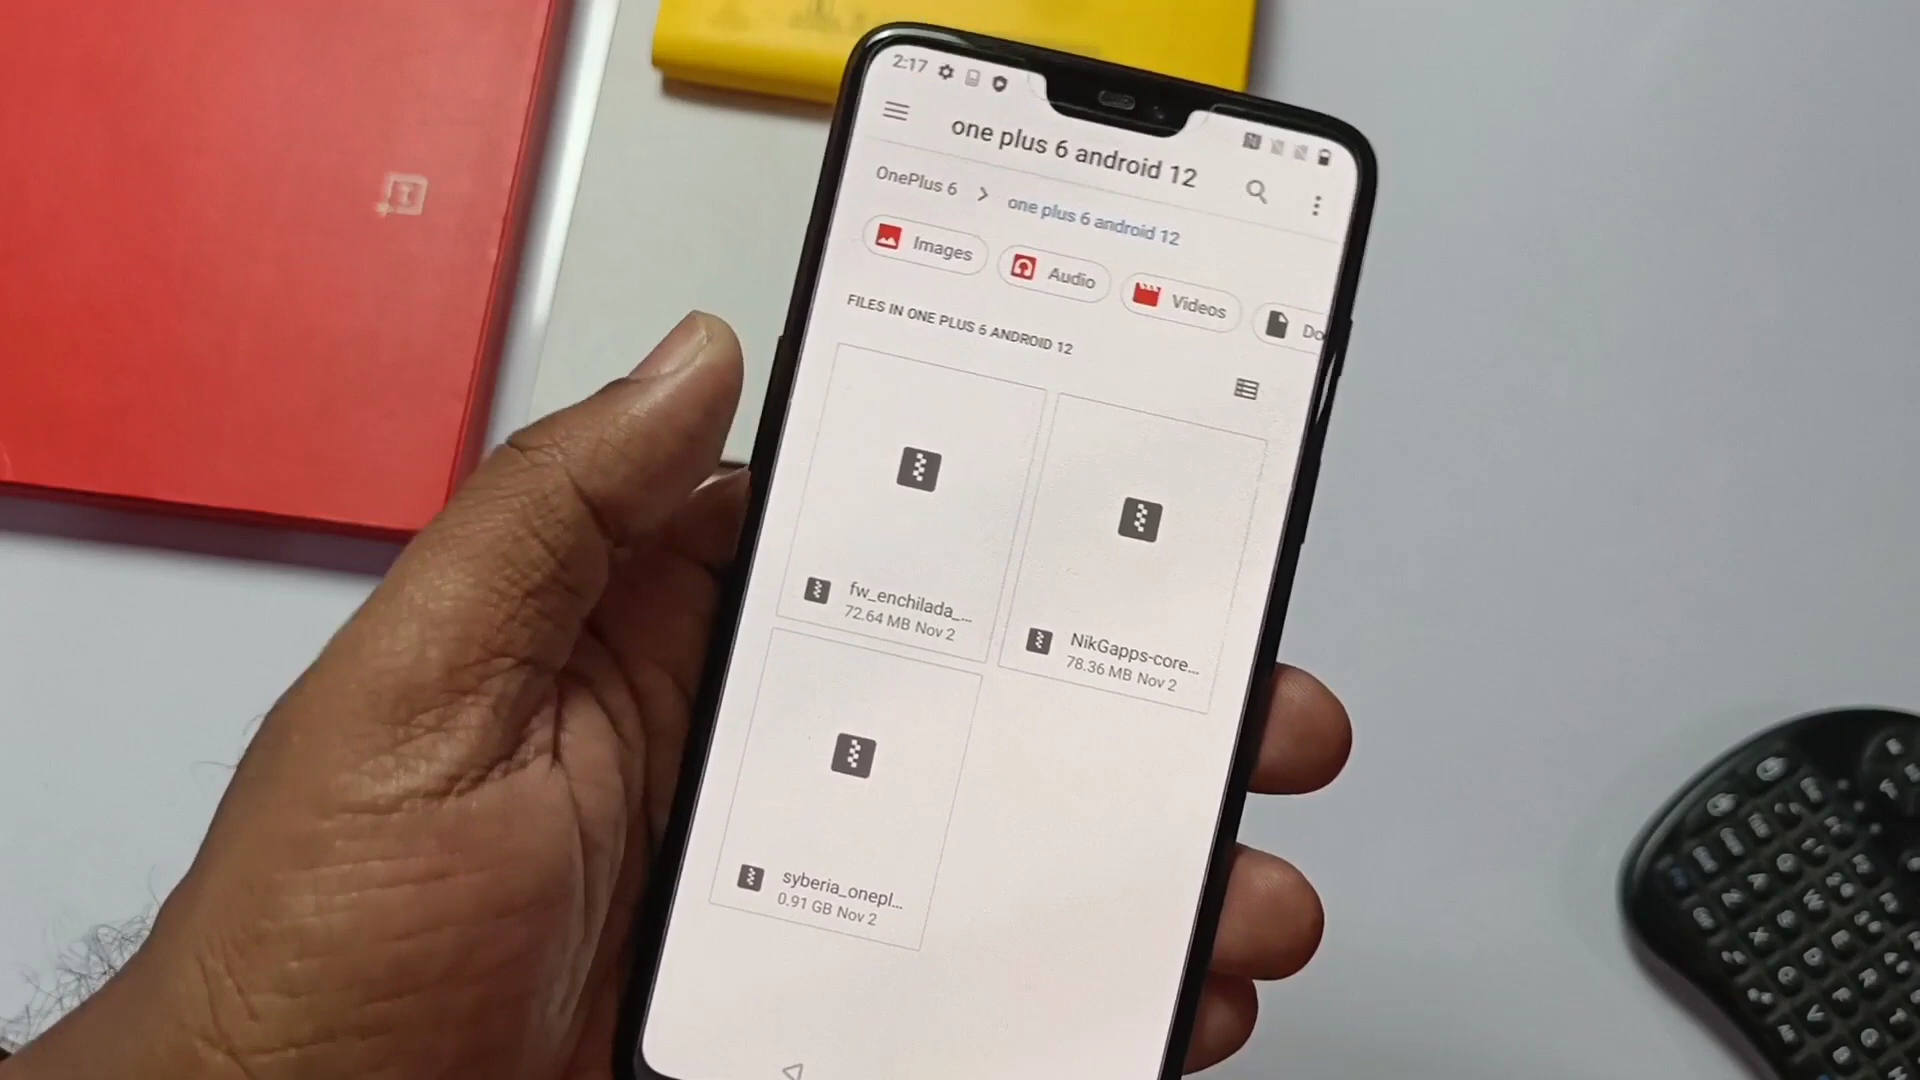 2:17
one plus 6 android 12
OnePlus 6 > one plus 6 android 12
Images
Audio
Videos
Do
FILES IN ONE PLUS 6 ANDROID 12
fw_enchilada_...
72.64 MB Nov 2
NikGapps-core...
78.36 MB Nov 2
syberia_onepl...
0.91 GB Nov 2